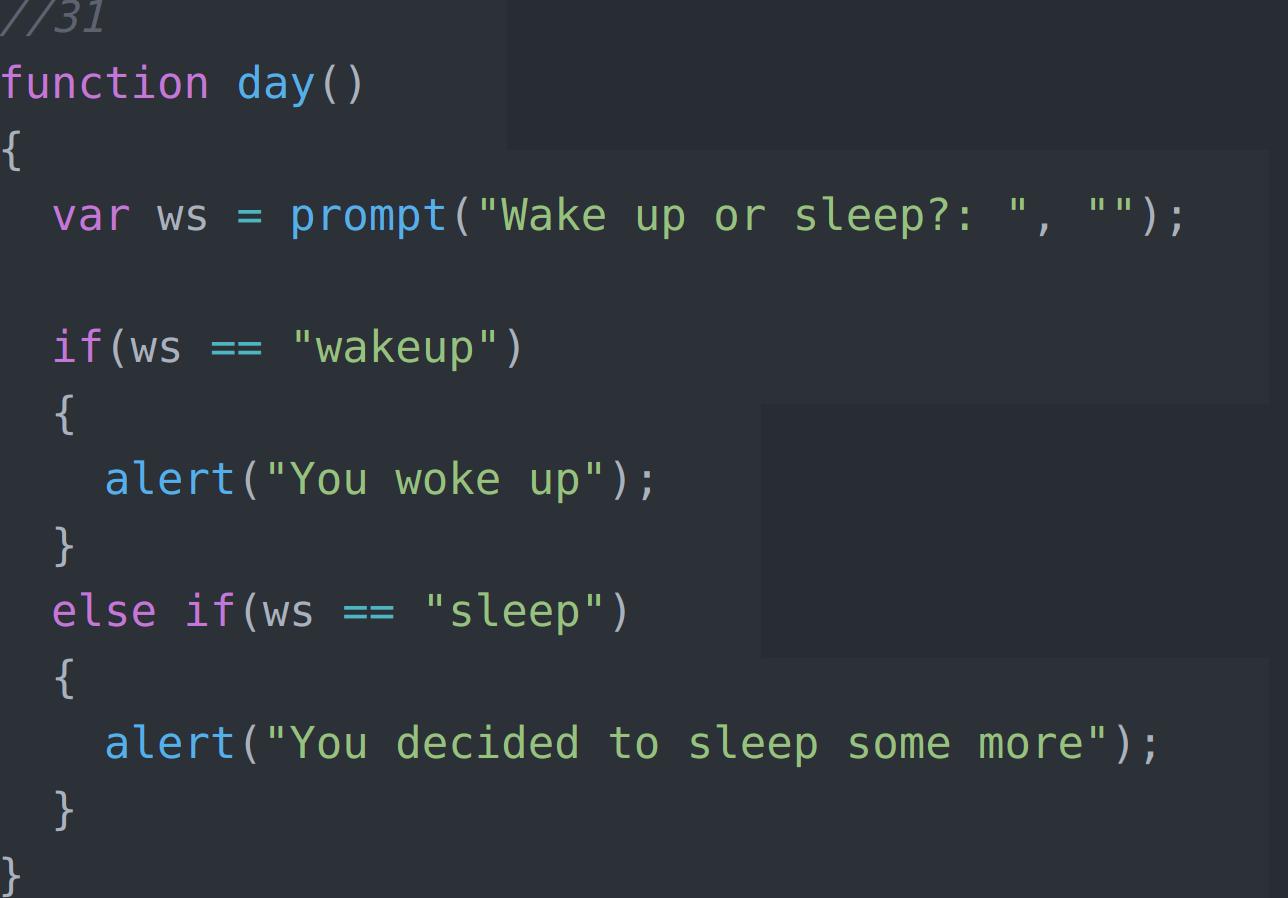 //31
function day()
{
  var ws = prompt("Wake up or sleep?: ", "");

  if(ws == "wakeup")
  {
    alert("You woke up");
  }
  else if(ws == "sleep")
  {
    alert("You decided to sleep some more");
  }
}